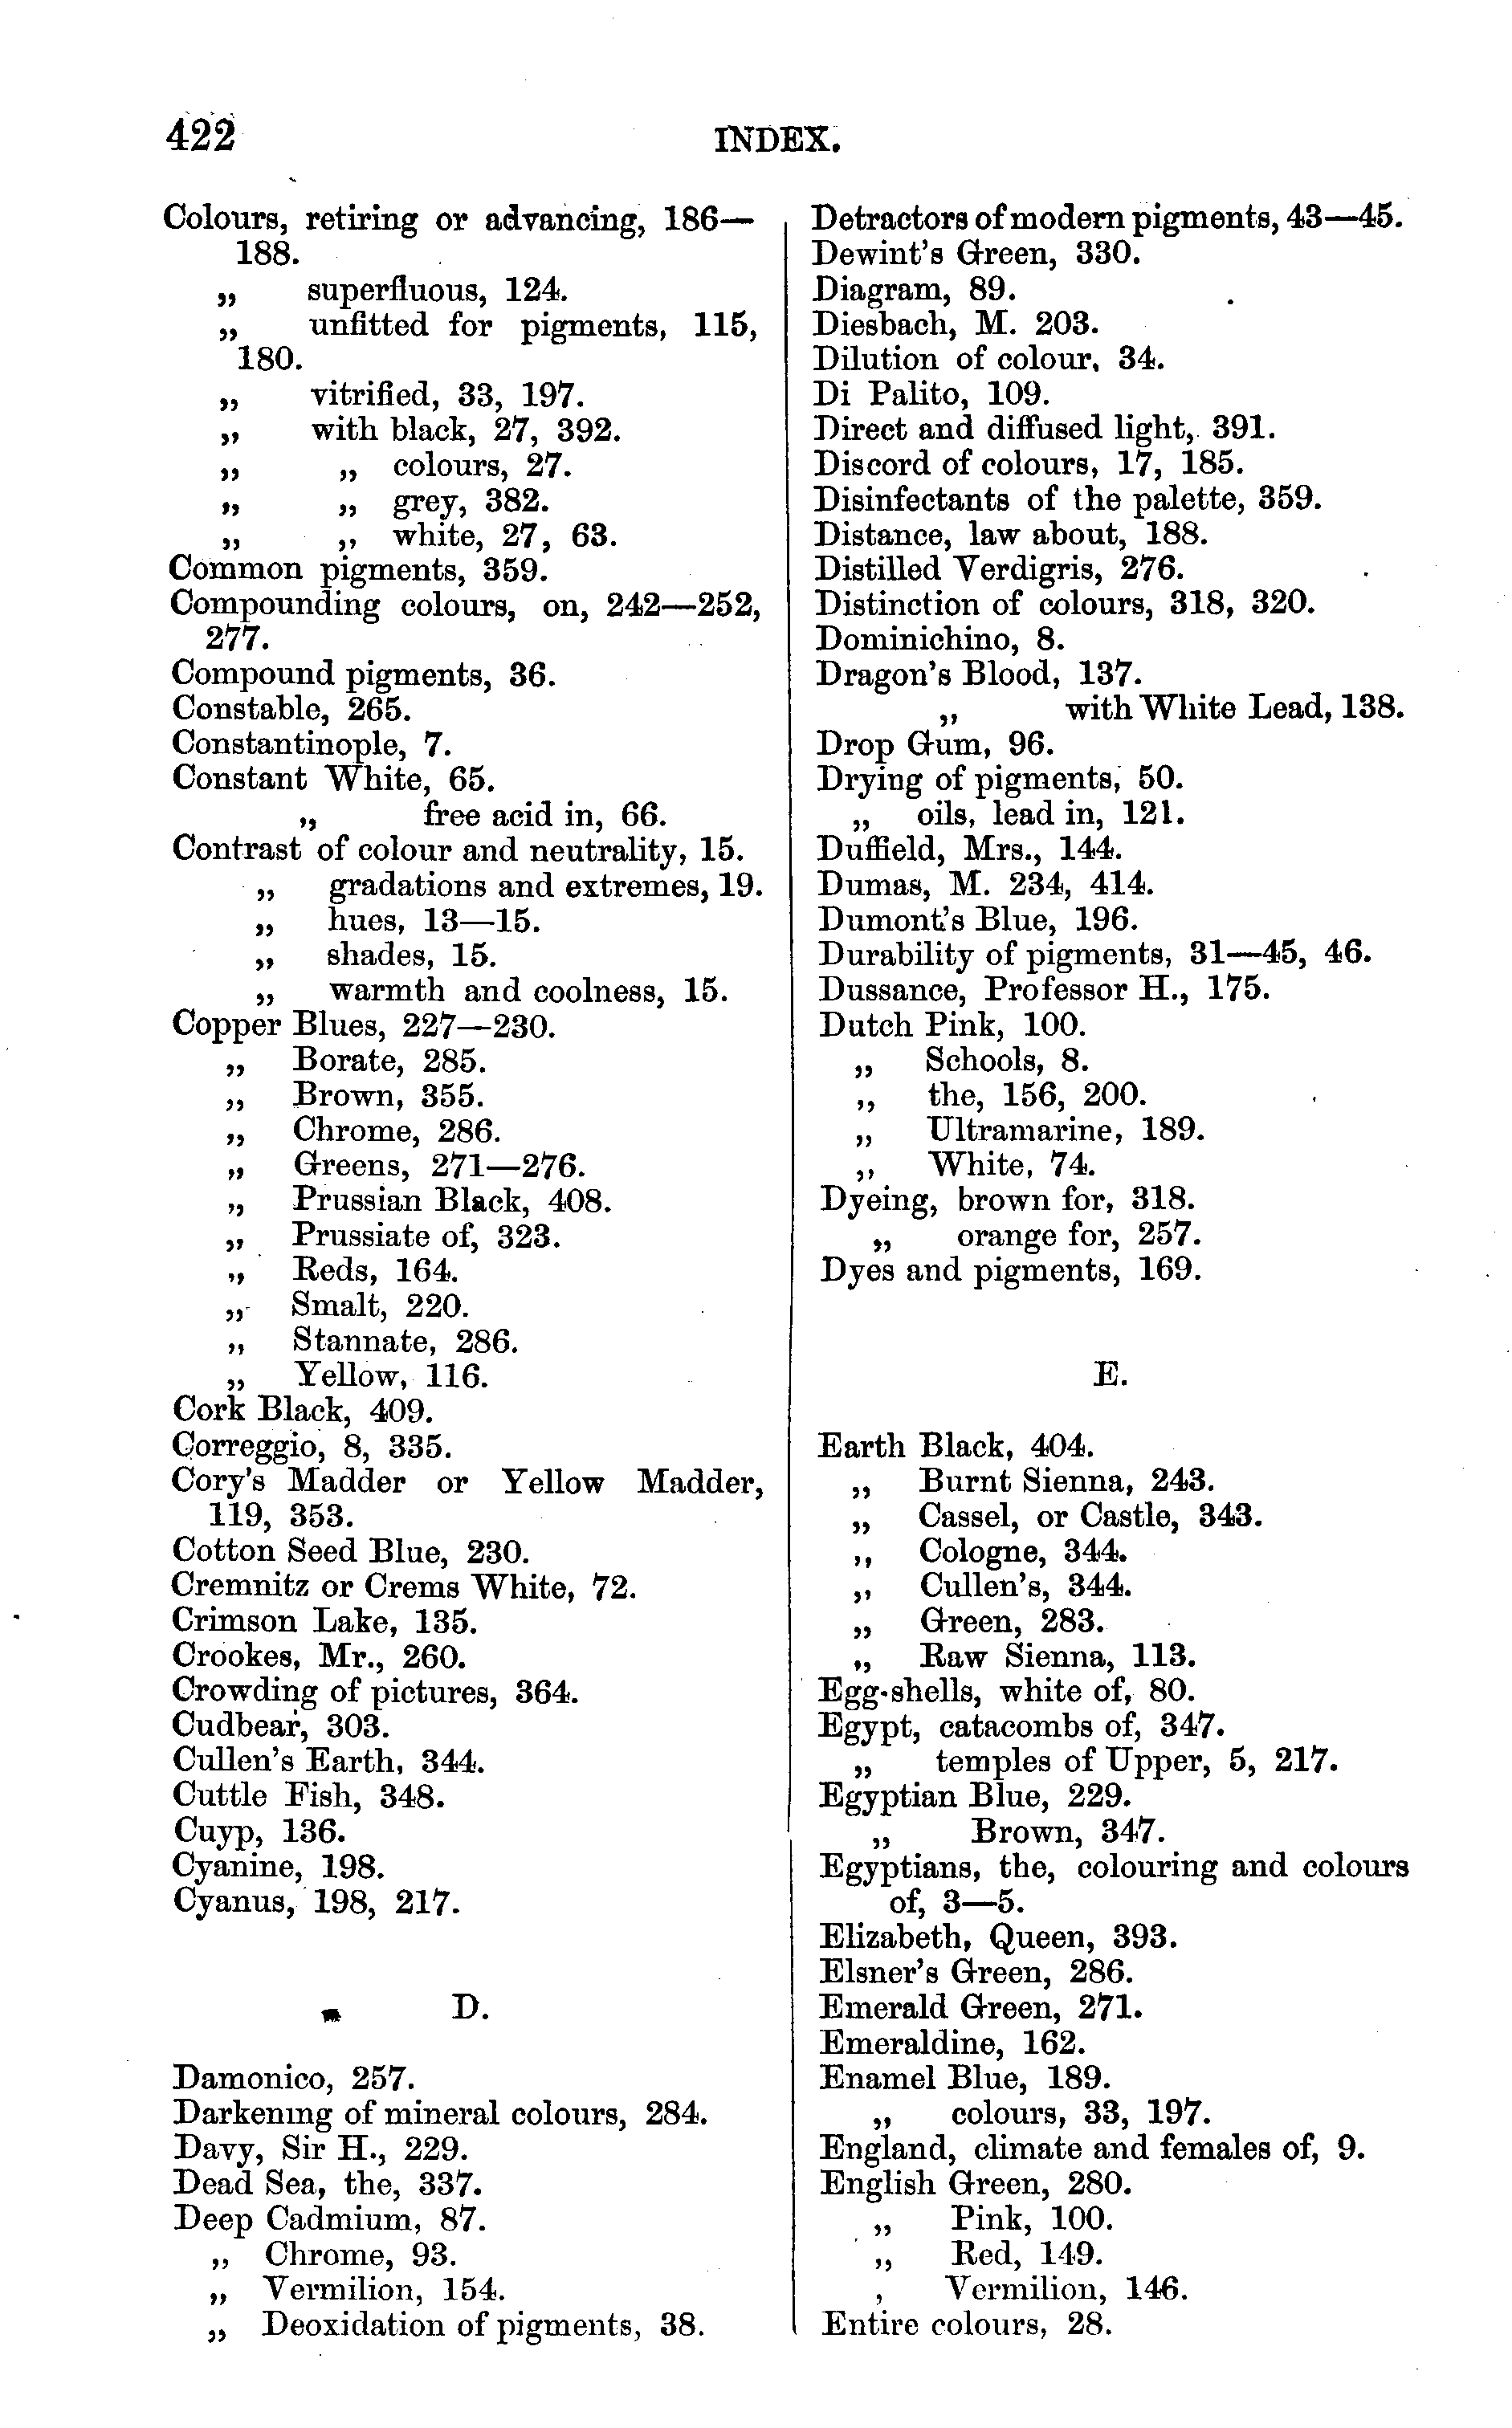 422
INDEX.
Colours, retiring or advancing, 186—
188.
„ superfluous, 124.
„ unfitted for pigments, 115,
180.
„ vitrified, 33, 197.
„ with black, 27, 392.
„ „ colours, 27.
„ „ grey, 382.
„ „ white, 27, 63.
Common pigments, 359.
Compounding colours, on, 242—252,
277.
Compound pigments, 36.
Constable, 265.
Constantinople, 7.
Constant White, 65.
„ free acid in, 66.
Contrast of colour and neutrality, 15.
„ gradations and extremes, 19.
„ hues, 13—15.
„ shades, 15.
„ warmth and coolness, 15.
Copper Blues, 227—230.
„ Borate, 285.
„ Brown, 355.
„ Chrome, 286.
„ Greens, 271—276.
„ Prussian Black, 408.
„ Prussiate of, 323.
„ Reds, 164.
„ Smalt, 220.
„ Stannate, 286.
„ Yellow, 116.
Cork Black, 409.
Correggio, 8, 335.
Cory's Madder or Yellow Madder,
119, 353.
Cotton Seed Blue, 230.
Cremnitz or Crems White, 72.
Crimson Lake, 135.
Crookes, Mr., 260.
Crowding of pictures, 364.
Cudbear, 303.
Cullen's Earth, 344.
Cuttle Fish, 348.
Cuyp, 136.
Cyanine, 198.
Cyanus, 198, 217.
D.
Damonico, 257.
Darkening of mineral colours, 284.
Davy, Sir H., 229.
Dead Sea, the, 337.
Deep Cadmium, 87.
„ Chrome, 93.
„ Vermilion, 154.
„ Deoxidation of pigments, 38.
Detractors of modern pigments, 43—45.
Dewint's Green, 330.
Diagram, 89.
Diesbach, M. 203.
Dilution of colour, 34.
Di Palito, 109.
Direct and diffused light, 391.
Discord of colours, 17, 185.
Disinfectants of the palette, 359.
Distance, law about, 188.
Distilled Verdigris, 276.
Distinction of colours, 318, 320.
Dominichino, 8.
Dragon's Blood, 137.
„ with White Lead, 138.
Drop Gum, 96.
Drying of pigments, 50.
„ oils, lead in, 121.
Duffield, Mrs., 144.
Dumas, M. 234, 414.
Dumont's Blue, 196.
Durability of pigments, 31—45, 46.
Dussance, Professor H., 175.
Dutch Pink, 100.
„ Schools, 8.
„ the, 156, 200.
„ Ultramarine, 189.
„ White, 74.
Dyeing, brown for, 318.
„ orange for, 257.
Dyes and pigments, 169.
E.
Earth Black, 404.
„ Burnt Sienna, 243.
„ Cassel, or Castle, 343.
„ Cologne, 344.
„ Cullen's, 344.
„ Green, 283.
„ Raw Sienna, 113.
Egg-shells, white of, 80.
Egypt, catacombs of, 347.
„ temples of Upper, 5, 217.
Egyptian Blue, 229.
„ Brown, 347.
Egyptians, the, colouring and colours
of, 3—5.
Elizabeth, Queen, 393.
Elsner's Green, 286.
Emerald Green, 271.
Emeraldine, 162.
Enamel Blue, 189.
„ colours, 33, 197.
England, climate and females of, 9.
English Green, 280.
„ Pink, 100.
„ Red, 149.
, Vermilion, 146.
Entire colours, 28.